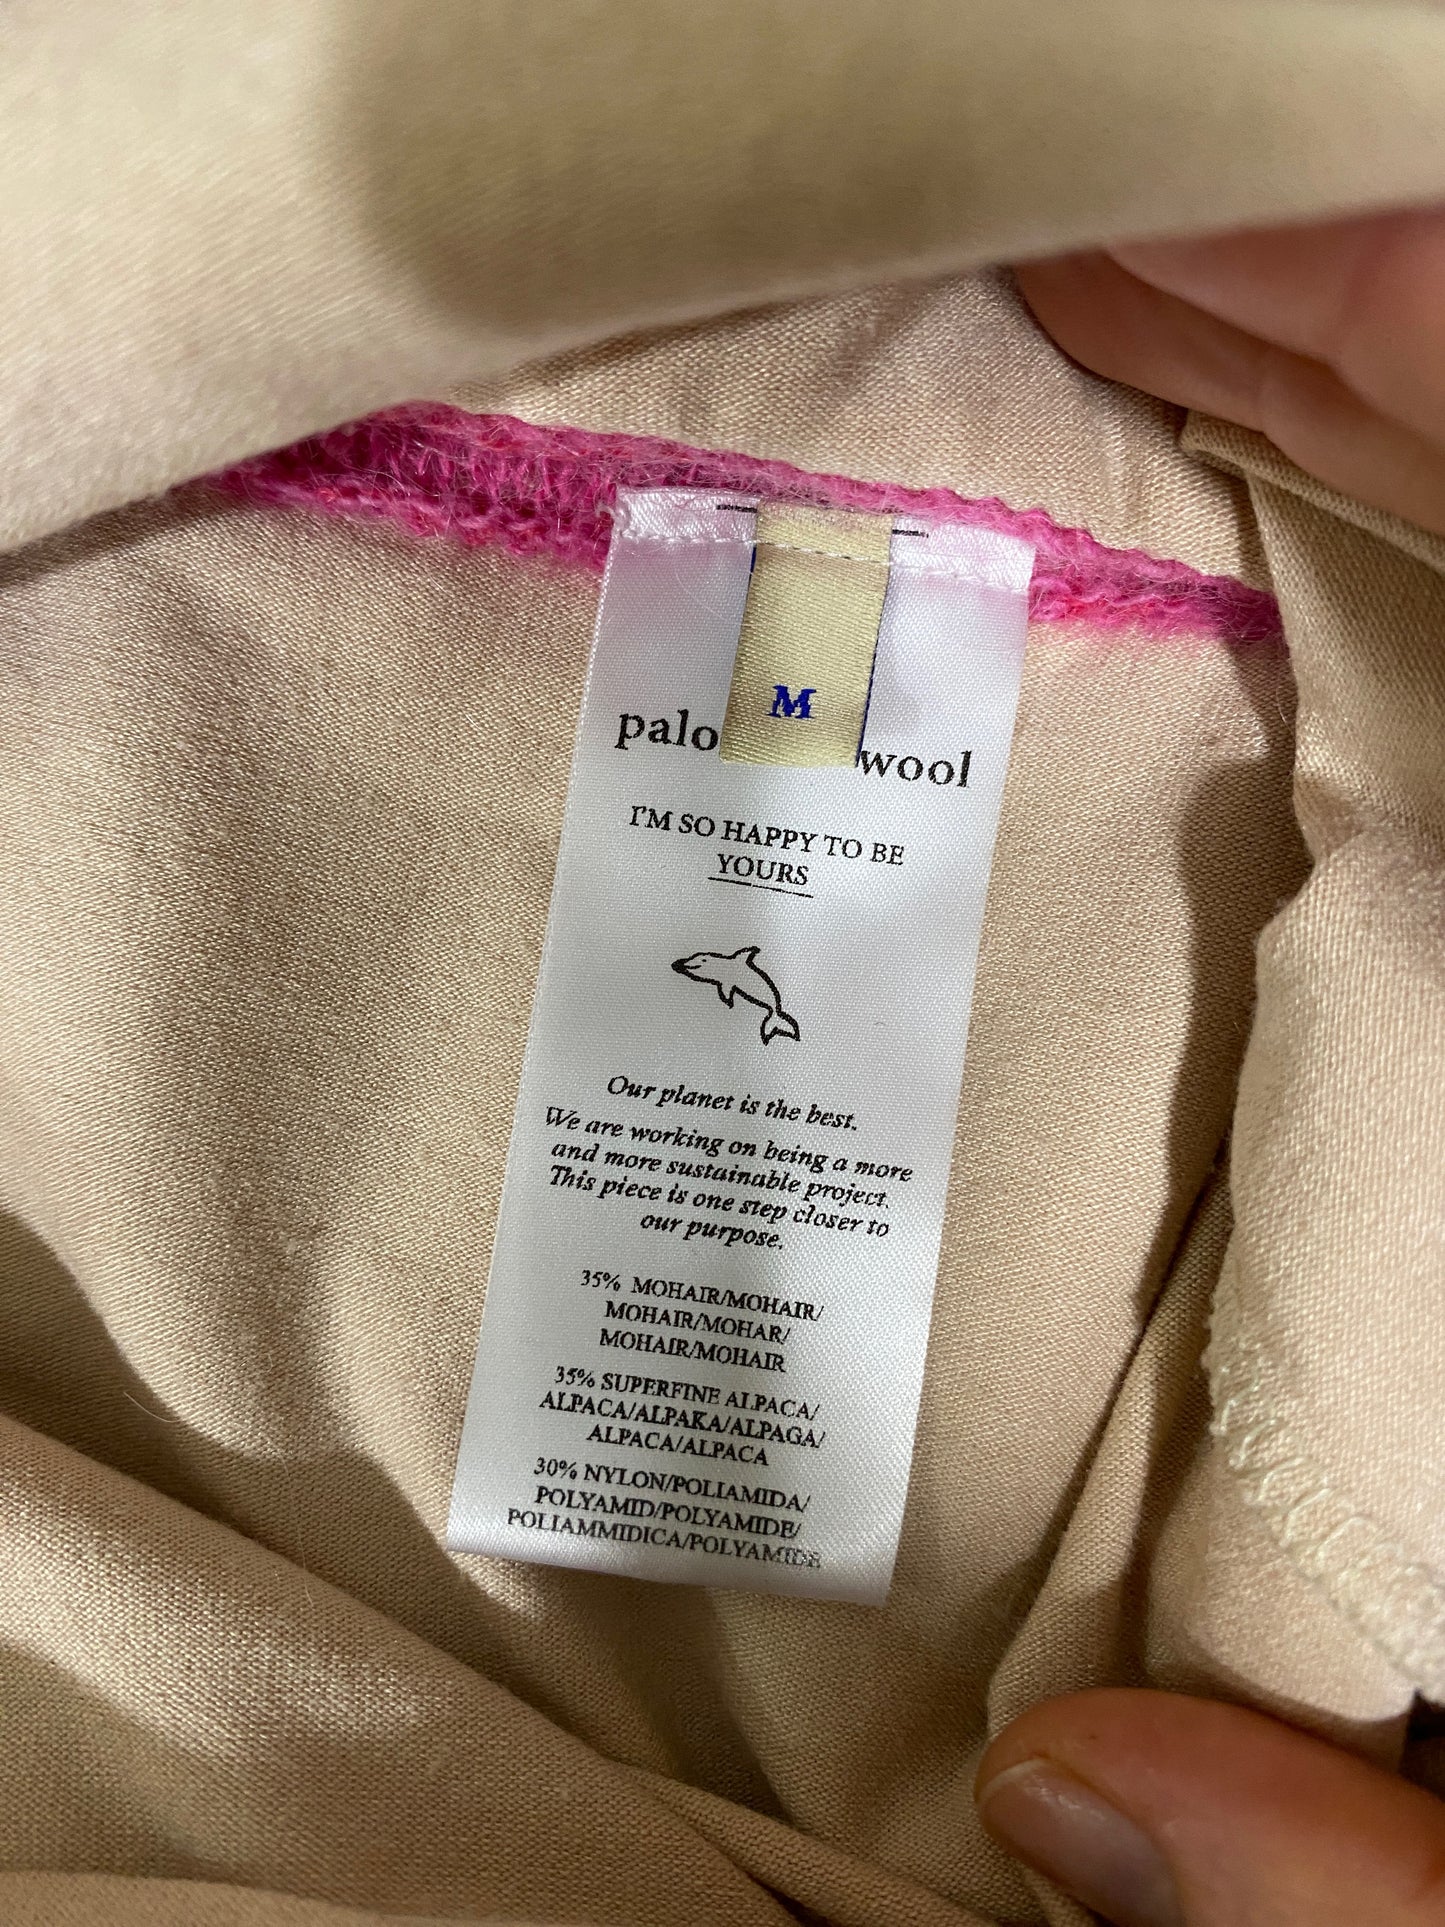 M
palo wool
I'M SO HAPPY TO BE
YOURS
Our planet is the best.
We are working on being a more
and more sustainable project.
This piece is one step closer to
our purpose.
35% MOHAIR/MOHAIR/
MOHAIR/MOHAR/
MOHAIR/MOHAIR
35% SUPERFINE ALPACA/
ALPACA/ALPAKA/ALPAGA/
ALPACA/ALPACA
30% NYLON/POLIAMIDA/
POLYAMID/POLYAMIDE/
POLIAMMIDICA/POLYAMIDE